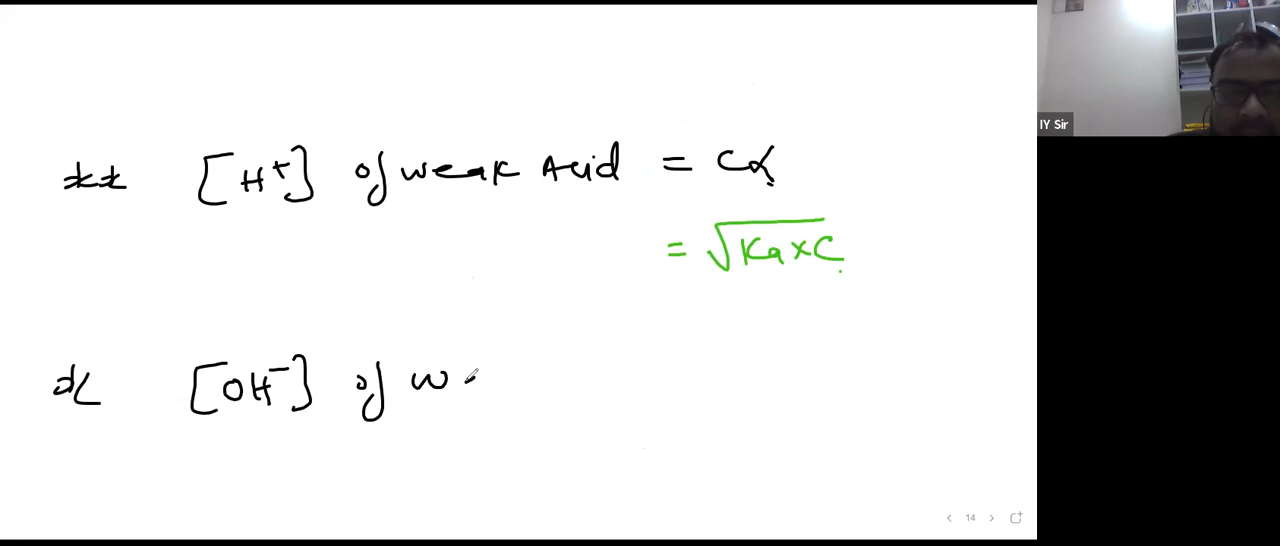 ** [H+] of weak Acid = Cα
= √Ka×C
[OH-] of w
IY Sir
14